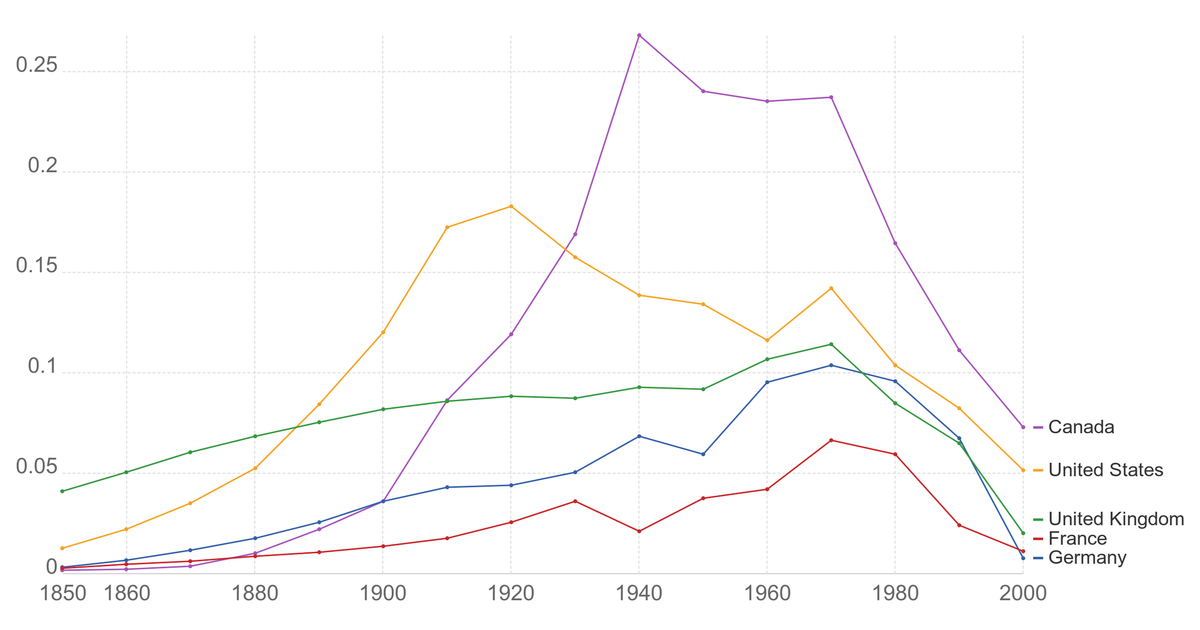 0.25
0.2
0.15
0.1
0.05
0
1850 1860 1880 1900 1920 1940 1960 1980 2000
Canada
United States
United Kingdom
France
Germany